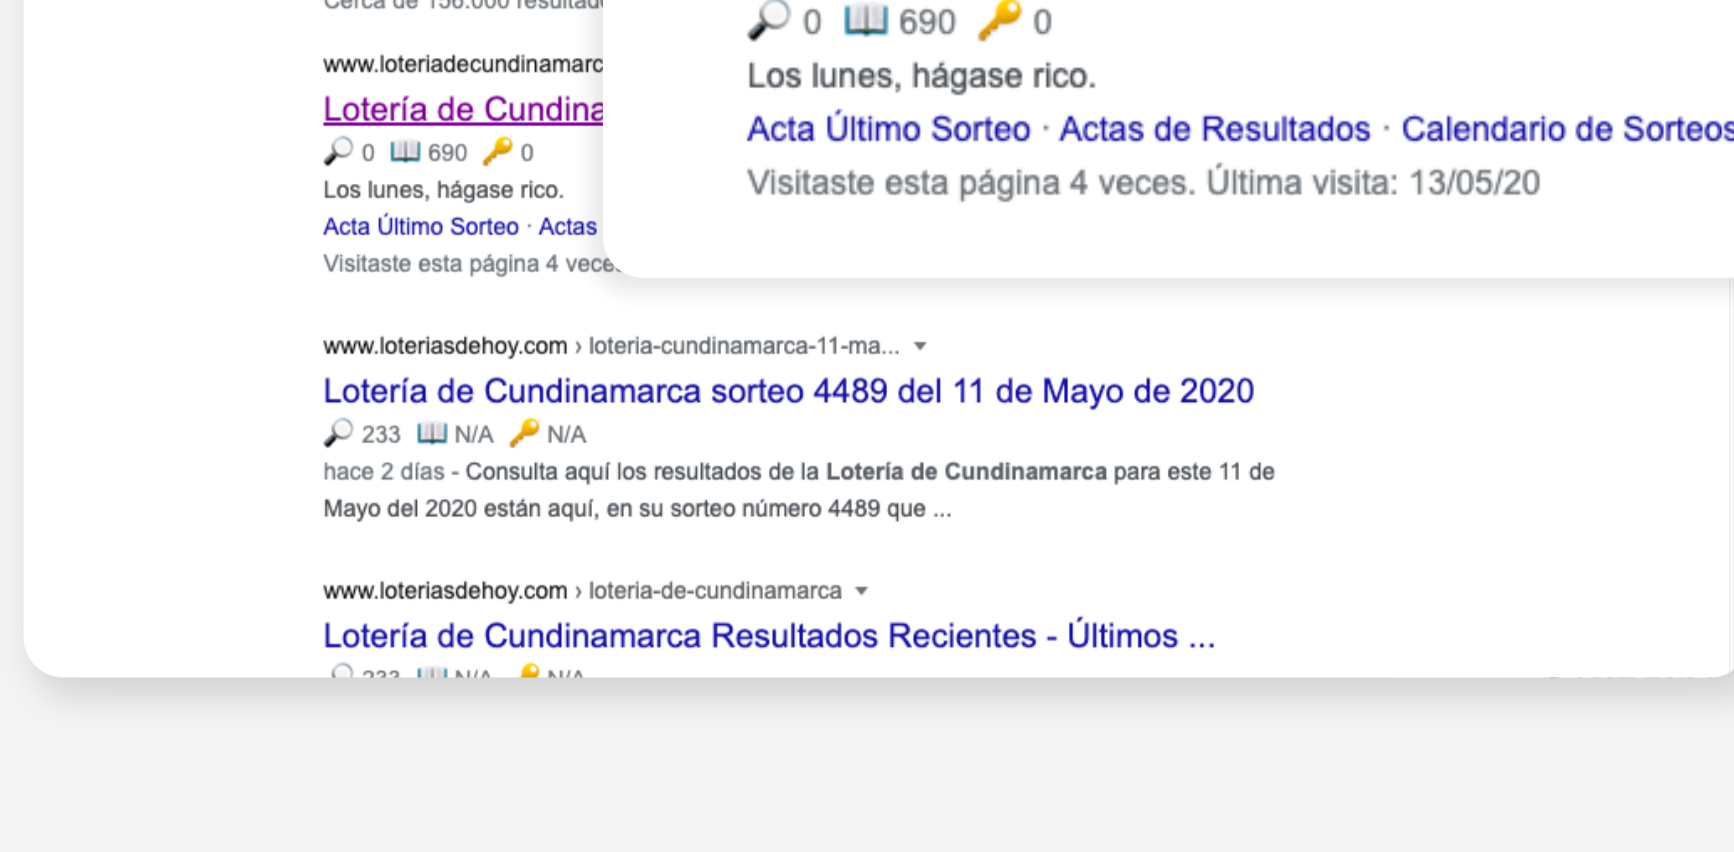 Cerca de 156.000
www.loteriadecundinamarc
Lotería de Cundina
0 690 0
Los lunes, hágase rico.
Acta Último Sorteo · Actas
Visitaste esta página 4
0 690 0
Los lunes, hágase rico.
Acta Último Sorteo · Actas de Resultados · Calendario de Sorteos
Visitaste esta página 4 veces. Última visita: 13/05/20
www.loteriasdehoy.com › loteria-cundinamarca-11-ma...
Lotería de Cundinamarca sorteo 4489 del 11 de Mayo de 2020
233 N/A N/A
hace 2 días - Consulta aquí los resultados de la Lotería de Cundinamarca para este 11 de
Mayo del 2020 están aquí, en su sorteo número 4489 que ...
www.loteriasdehoy.com › loteria-de-cundinamarca
Lotería de Cundinamarca Resultados Recientes - Últimos ...
233 N/A N/A